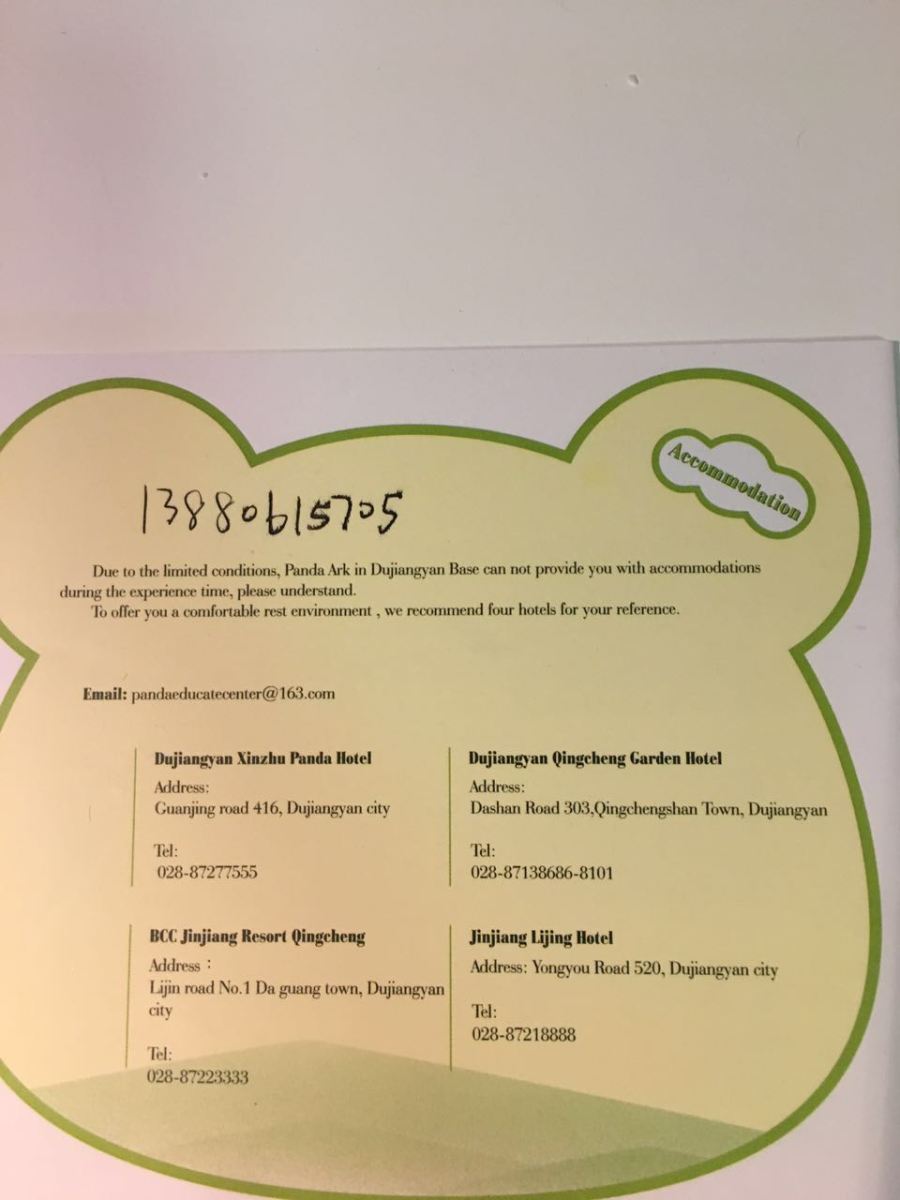 Accommodation
13880615705
Due to the limited conditions, Panda Ark in Dujiangyan Base can not provide you with accommodations
during the experience time, please understand.
To offer you a comfortable rest environment , we recommend four hotels for your reference.
Email: pandaeducatecenter@163.com
Dujiangyan Xinzhu Panda Hotel
Address:
Guanjing road 416, Dujiangyan city
Tel:
028-87277555
Dujiangyan Qingcheng Garden Hotel
Address:
Dashan Road 303,Qingchengshan Town, Dujiangyan
Tel:
028-87138686-8101
BCC Jinjiang Resort Qingcheng
Address：
Lijin road No.1 Da guang town, Dujiangyan
city
Tel:
028-87223333
Jinjiang Lijing Hotel
Address: Yongyou Road 520, Dujiangyan city
Tel:
028-87218888